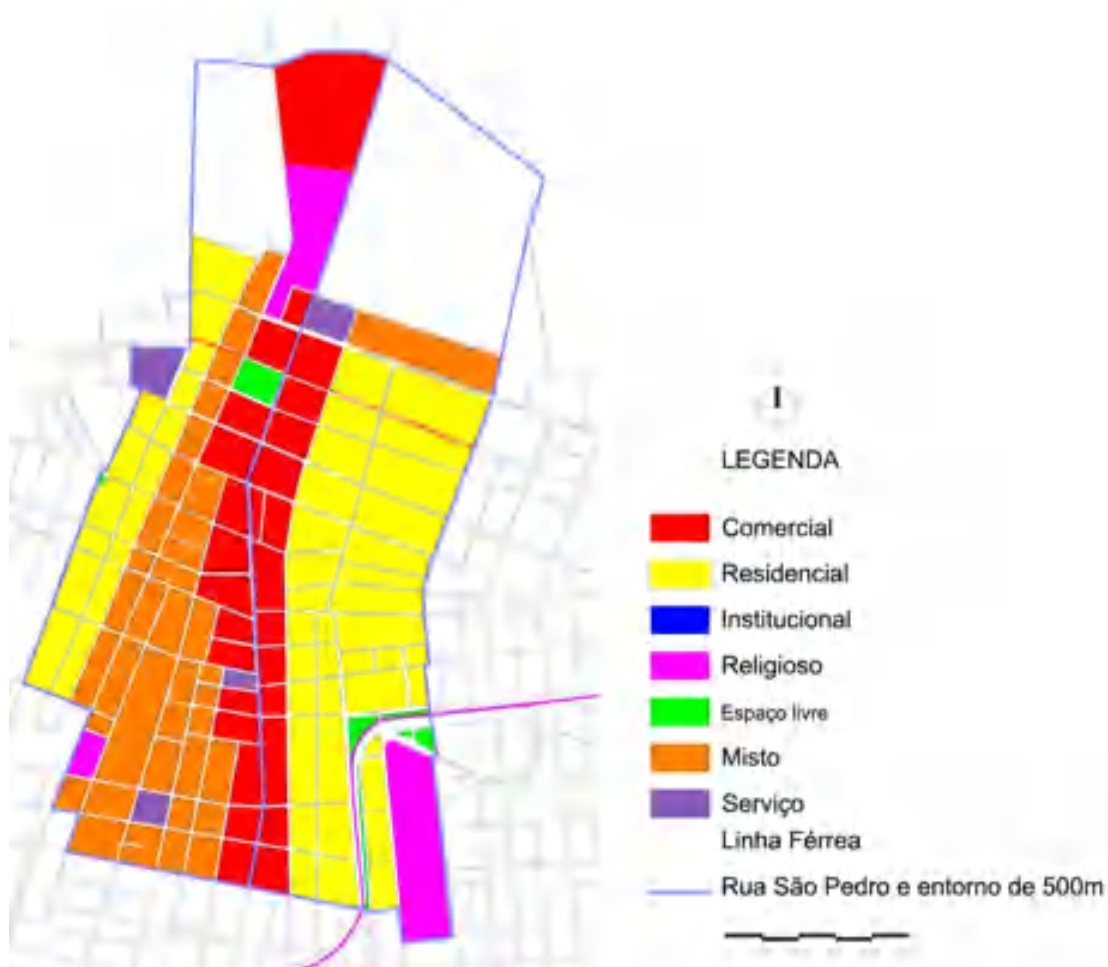 LEGENDA
Comercial
Residencial
Institucional
Religioso
Espaço livre
Misto
Serviço
Linha Férrea
Rua São Pedro e entorno de 500m